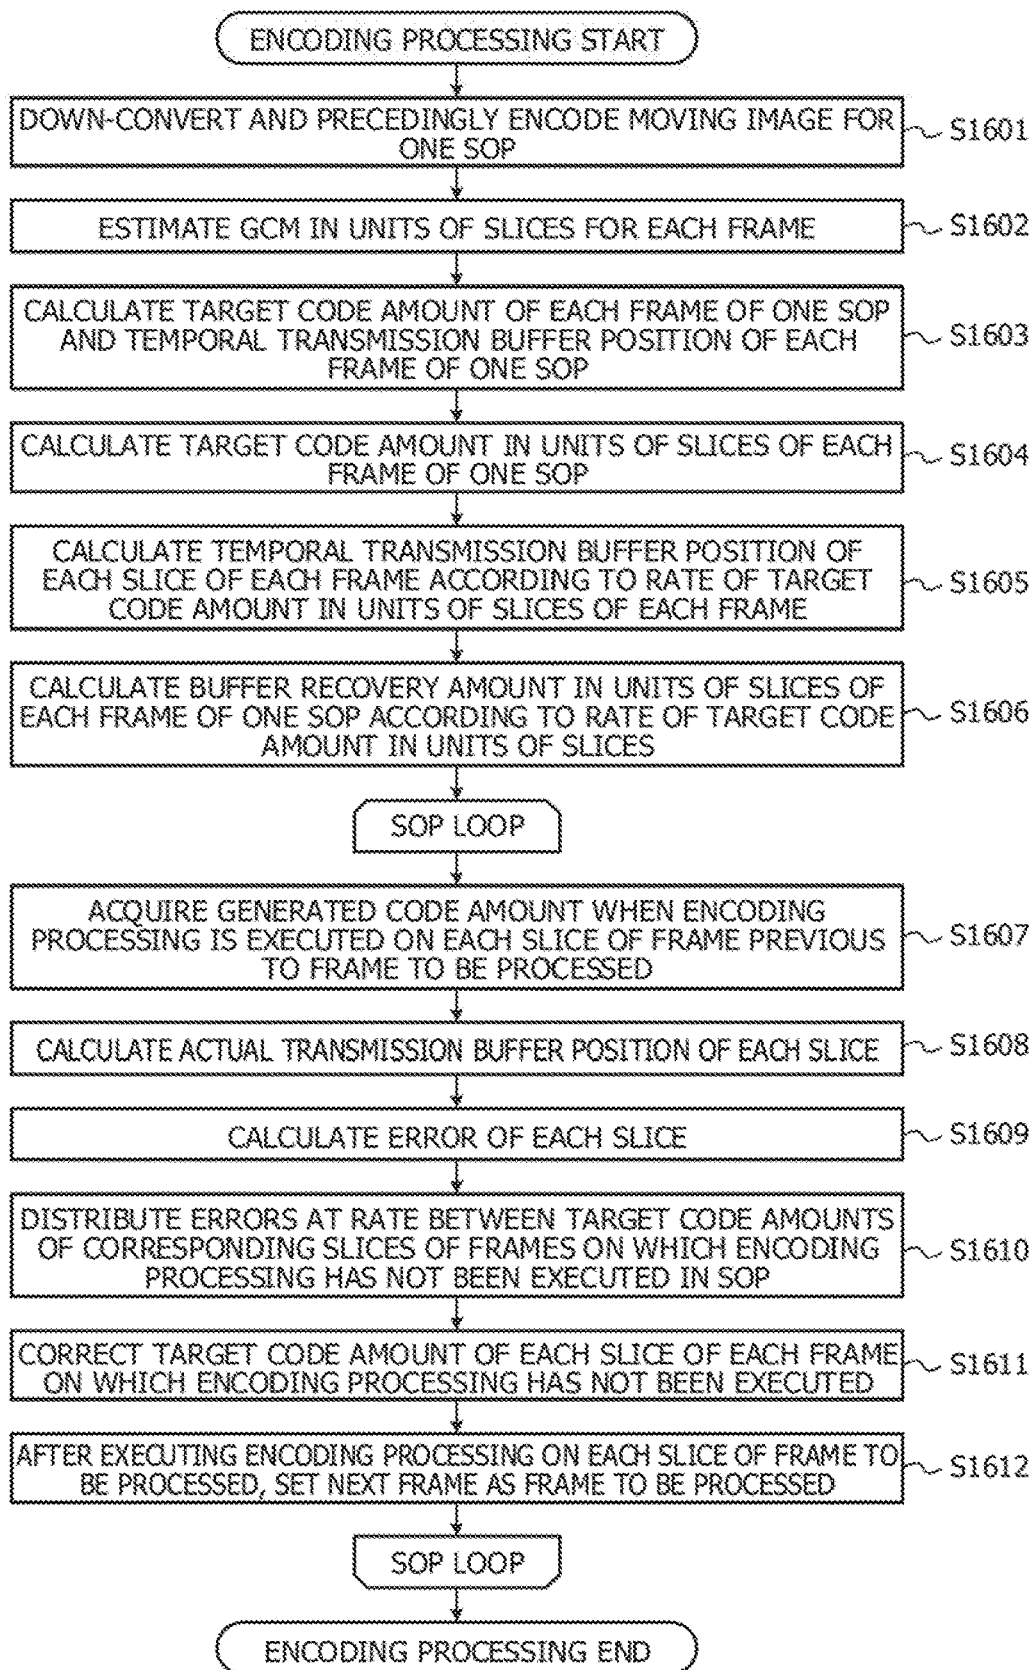 ENCODING PROCESSING START
DOWN-CONVERT AND PRECEDINGLY ENCODE MOVING IMAGE FOR
ONE SOP
S1601
ESTIMATE GCM IN UNITS OF SLICES FOR EACH FRAME
S1602
CALCULATE TARGET CODE AMOUNT OF EACH FRAME OF ONE SOP
AND TEMPORAL TRANSMISSION BUFFER POSITION OF EACH
FRAME OF ONE SOP
S1603
CALCULATE TARGET CODE AMOUNT IN UNITS OF SLICES OF EACH
FRAME OF ONE SOP
S1604
CALCULATE TEMPORAL TRANSMISSION BUFFER POSITION OF
EACH SLICE OF EACH FRAME ACCORDING TO RATE OF TARGET
CODE AMOUNT IN UNITS OF SLICES OF EACH FRAME
S1605
CALCULATE BUFFER RECOVERY AMOUNT IN UNITS OF SLICES OF
EACH FRAME OF ONE SOP ACCORDING TO RATE OF TARGET CODE
AMOUNT IN UNITS OF SLICES
S1606
SOP LOOP
ACQUIRE GENERATED CODE AMOUNT WHEN ENCODING
PROCESSING IS EXECUTED ON EACH SLICE OF FRAME PREVIOUS
TO FRAME TO BE PROCESSED
S1607
CALCULATE ACTUAL TRANSMISSION BUFFER POSITION OF EACH SLICE
S1608
CALCULATE ERROR OF EACH SLICE
S1609
DISTRIBUTE ERRORS AT RATE BETWEEN TARGET CODE AMOUNTS
OF CORRESPONDING SLICES OF FRAMES ON WHICH ENCODING
PROCESSING HAS NOT BEEN EXECUTED IN SOP
S1610
CORRECT TARGET CODE AMOUNT OF EACH SLICE OF EACH FRAME
ON WHICH ENCODING PROCESSING HAS NOT BEEN EXECUTED
S1611
AFTER EXECUTING ENCODING PROCESSING ON EACH SLICE OF FRAME TO
BE PROCESSED, SET NEXT FRAME AS FRAME TO BE PROCESSED
S1612
SOP LOOP
ENCODING PROCESSING END